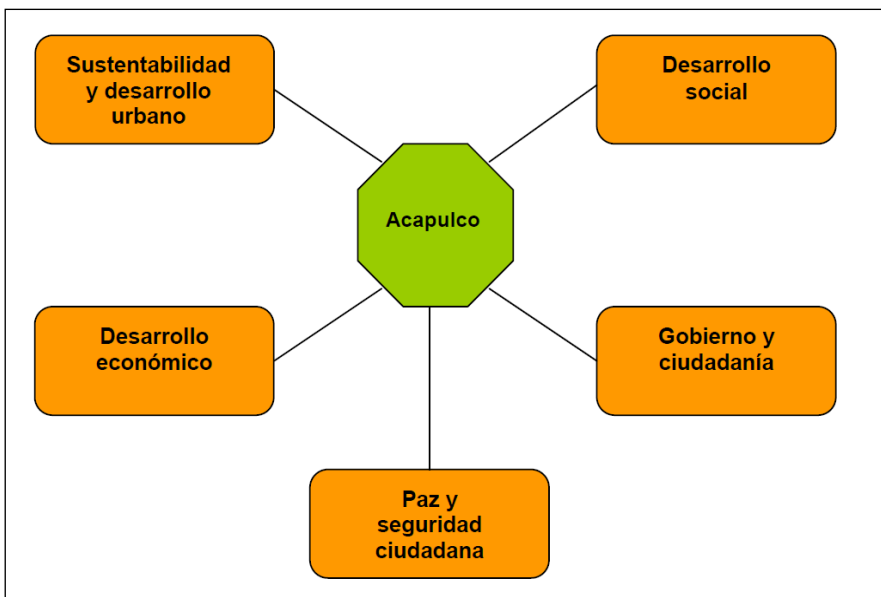 Sustentabilidad
y desarrollo
urbano
Desarrollo
social
Acapulco
Desarrollo
económico
Gobierno y
ciudadanía
Paz y
seguridad
ciudadana